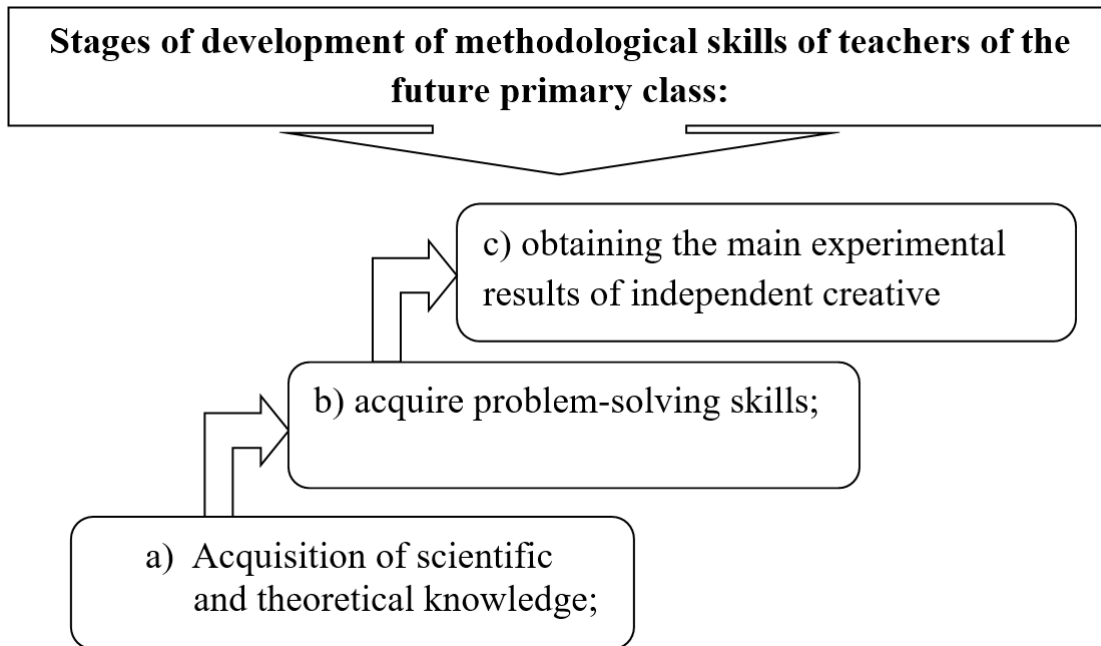 Stages of development of methodological skills of teachers of the
future primary class:
c) obtaining the main experimental
results of independent creative
b) acquire problem-solving skills;
a) Acquisition of scientific
and theoretical knowledge;